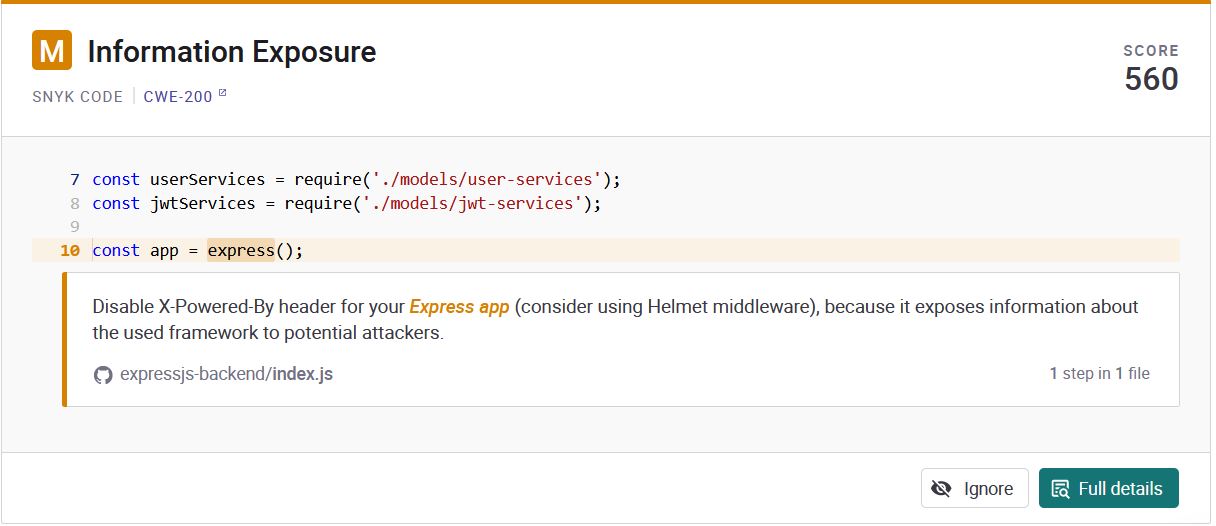 M Information Exposure
SCORE
560
SNYK CODE | CWE-200
7 const userServices = require('./models/user-services');
8 const jwtServices = require('./models/jwt-services');
9
10 const app = express();
Disable X-Powered-By header for your Express app (consider using Helmet middleware), because it exposes information about
the used framework to potential attackers.
expressjs-backend/index.js
1 step in 1 file
Ignore
Full details